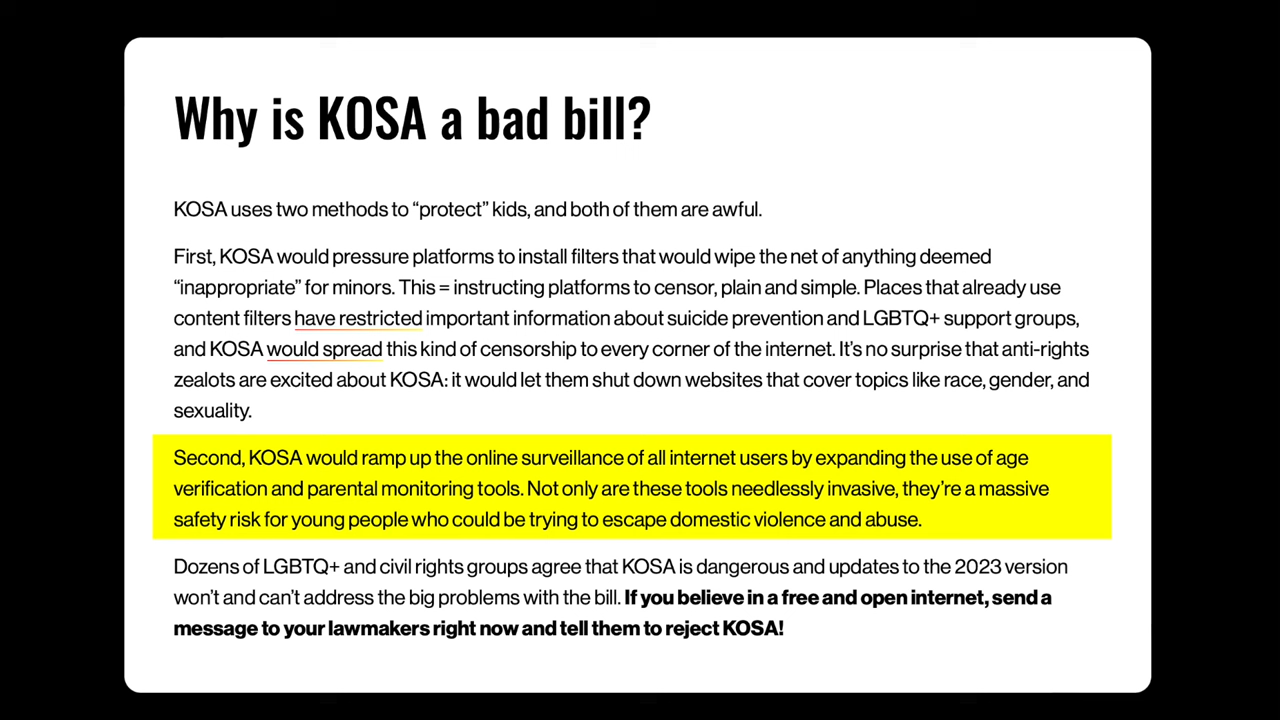 Why is KOSA a bad bill?
KOSA uses two methods to “protect” kids, and both of them are awful.
First, KOSA would pressure platforms to install filters that would wipe the net of anything deemed
“inappropriate” for minors. This = instructing platforms to censor, plain and simple. Places that already use
content filters have restricted important information about suicide prevention and LGBTQ+ support groups,
and KOSA would spread this kind of censorship to every corner of the internet. It’s no surprise that anti-rights
zealots are excited about KOSA: it would let them shut down websites that cover topics like race, gender, and
sexuality.
Second, KOSA would ramp up the online surveillance of all internet users by expanding the use of age
verification and parental monitoring tools. Not only are these tools needlessly invasive, they’re a massive
safety risk for young people who could be trying to escape domestic violence and abuse.
Dozens of LGBTQ+ and civil rights groups agree that KOSA is dangerous and updates to the 2023 version
won’t and can’t address the big problems with the bill. If you believe in a free and open internet, send a
message to your lawmakers right now and tell them to reject KOSA!